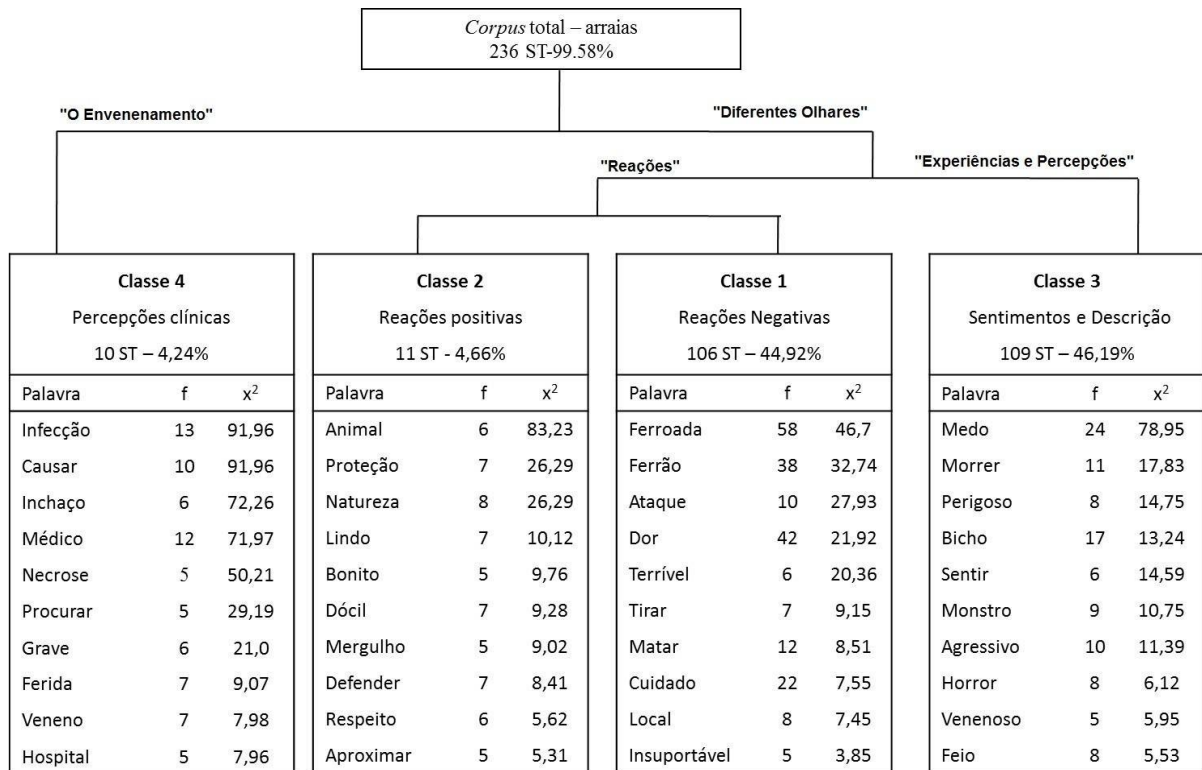 Corpus total – arraias
236 ST-99.58%
"O Envenenamento"
"Diferentes Olhares"
"Reações"
"Experiências e Percepções"
Classe 4
Percepções clínicas
10 ST – 4,24%
Palavra f x²
Infecção 13 91,96
Causar 10 91,96
Inchaço 6 72,26
Médico 12 71,97
Necrose 5 50,21
Procurar 5 29,19
Grave 6 21,0
Ferida 7 9,07
Veneno 7 7,98
Hospital 5 7,96
Classe 2
Reações positivas
11 ST - 4,66%
Palavra f x²
Animal 6 83,23
Proteção 7 26,29
Natureza 8 26,29
Lindo 7 10,12
Bonito 5 9,76
Dócil 7 9,28
Mergulho 5 9,02
Defender 7 8,41
Respeito 6 5,62
Aproximar 5 5,31
Classe 1
Reações Negativas
106 ST – 44,92%
Palavra f x²
Ferroada 58 46,7
Ferrão 38 32,74
Ataque 10 27,93
Dor 42 21,92
Terrível 6 20,36
Tirar 7 9,15
Matar 12 8,51
Cuidado 22 7,55
Local 8 7,45
Insuportável 5 3,85
Classe 3
Sentimentos e Descrição
109 ST – 46,19%
Palavra f x²
Medo 24 78,95
Morrer 11 17,83
Perigoso 8 14,75
Bicho 17 13,24
Sentir 6 14,59
Monstro 9 10,75
Agressivo 10 11,39
Horror 8 6,12
Venenoso 5 5,95
Feio 8 5,53